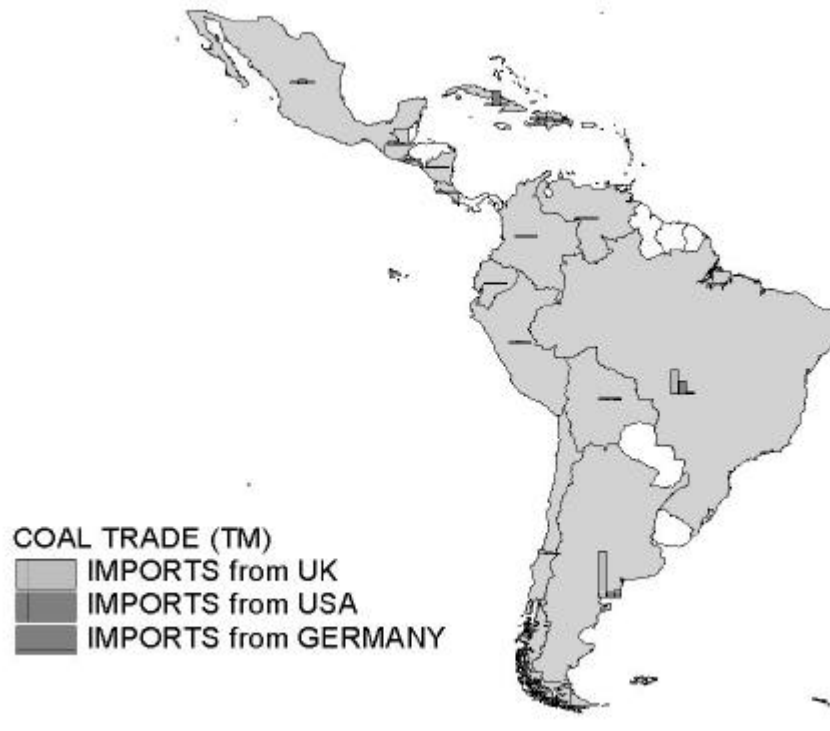 COAL TRADE (TM)
IMPORTS from UK
IMPORTS from USA
IMPORTS from GERMANY